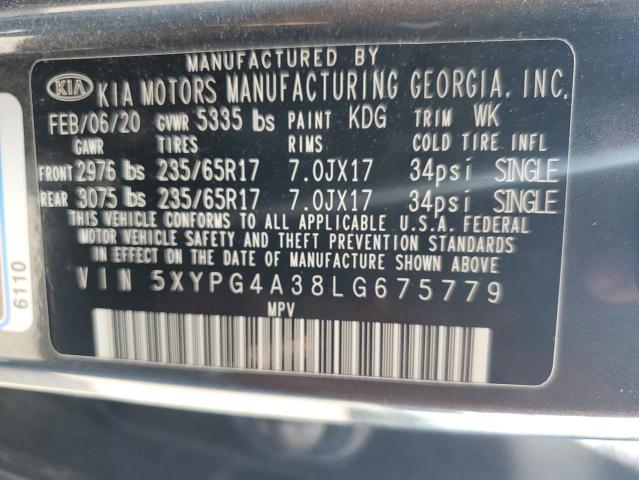 MANUFACTURED BY
KIA KIA MOTORS MANUFACTURING GEORGIA, INC.
FEB/06/20 GVWR 5335 lbs PAINT KDG TRIM WK
GAWR TIRES RIMS COLD TIRE INFL
FRONT 2976 lbs 235/65R17 7.0JX17 34psi SINGLE
REAR 3075 lbs 235/65R17 7.0JX17 34psi SINGLE
THIS VEHICLE CONFORMS TO ALL APPLICABLE U.S.A. FEDERAL
MOTOR VEHICLE SAFETY AND THEFT PREVENTION STANDARDS
IN EFFECT ON THE DATE OF MANUFACTURE SHOWN ABOVE.
VIN 5XYPG4A38LG675779
MPV
6110